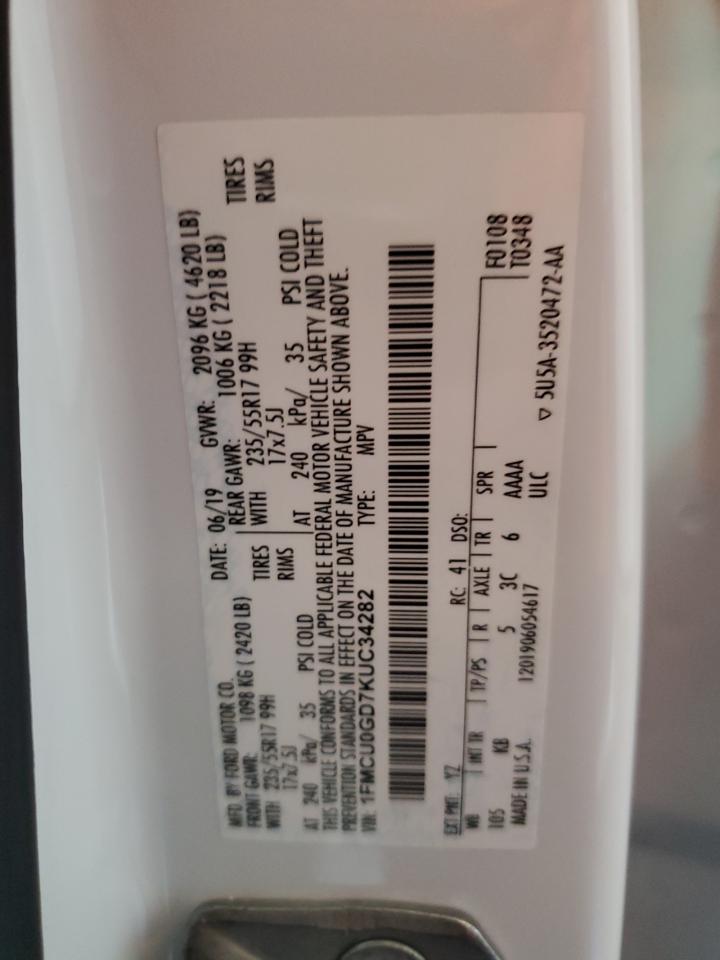 MFD. BY FORD MOTOR CO.
DATE: 06/19 GVWR: 2096 KG ( 4620 LB)
FRONT GAWR: 1098 KG ( 2420 LB) REAR GAWR: 1006 KG ( 2218 LB)
WITH 235/55R17 99H TIRES WITH 235/55R17 99H TIRES
17x7.5J RIMS 17x7.5J RIMS
AT 240 kPa/ 35 PSI COLD AT 240 kPa/ 35 PSI COLD
THIS VEHICLE CONFORMS TO ALL APPLICABLE FEDERAL MOTOR VEHICLE SAFETY AND THEFT
PREVENTION STANDARDS IN EFFECT ON THE DATE OF MANUFACTURE SHOWN ABOVE.
VIN: 1FMCU0GD7KUC34282 TYPE: MPV
EXT PNT: YZ RC: 41 DSO:
WB INT TR TP/PS R AXLE TR SPR F0108
105 KB 5 3C 6 AAAA T0348
MADE IN U.S.A. 1201906054617 ULC
▽ 5U5A-3520472-AA